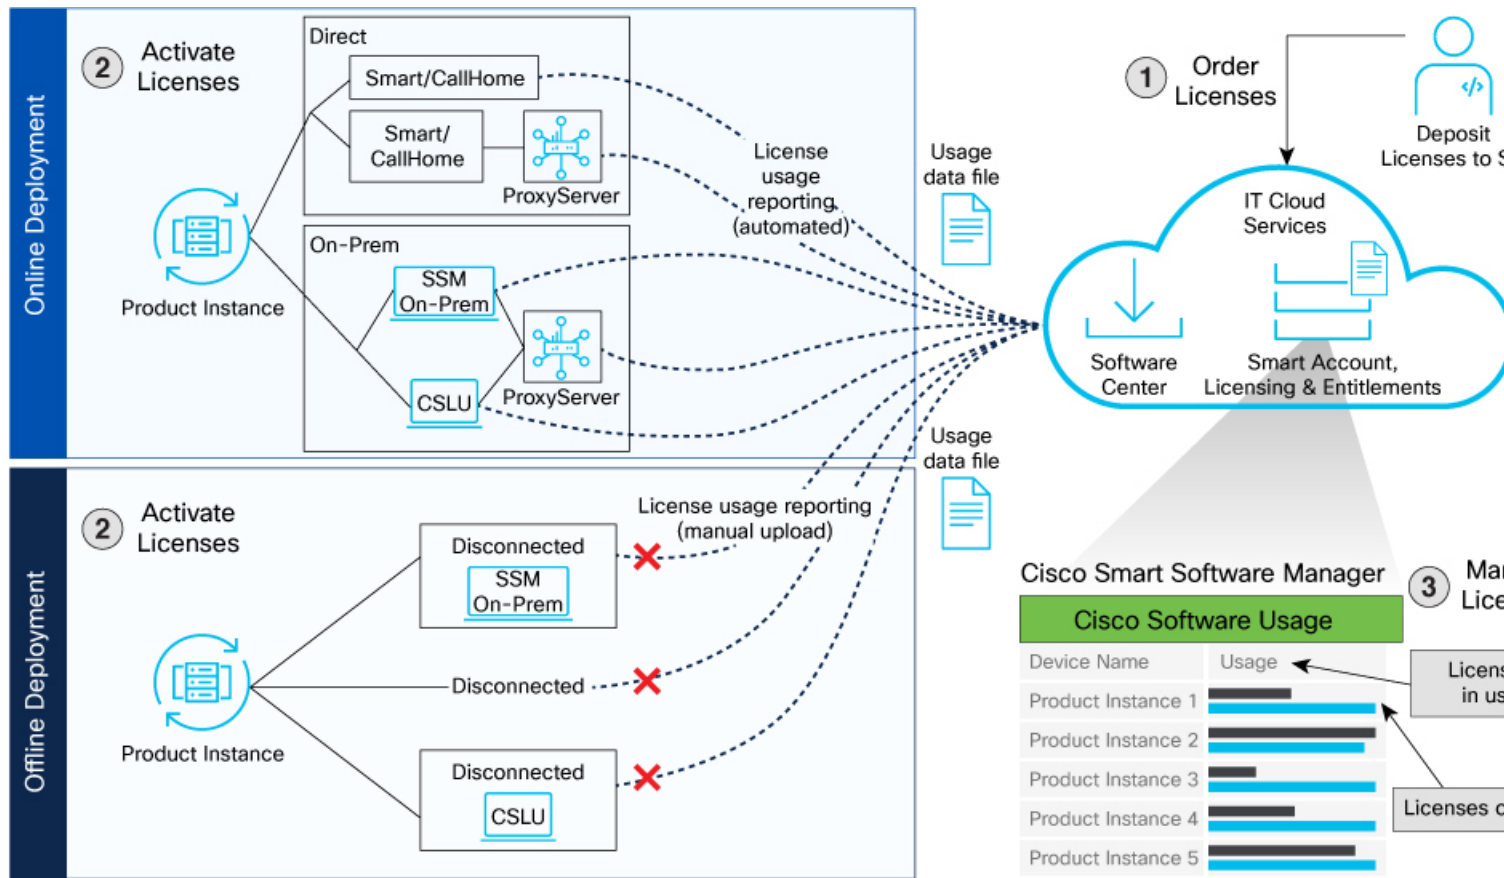 Online Deployment
2
Activate
Licenses
Direct
Smart/CallHome
Smart/
CallHome
ProxyServer
Product Instance
On-Prem
SSM
On-Prem
CSLU
ProxyServer
License
usage
reporting
(automated)
Usage
data file
1
Order
Licenses
</>
Deposit
Licenses to
IT Cloud
Services
Software
Center
Smart Account,
Licensing & Entitlements
Offline Deployment
2
Activate
Licenses
Product Instance
Disconnected
SSM
On-Prem
Disconnected
Disconnected
CSLU
License usage reporting
(manual upload)
Usage
data file
Cisco Smart Software Manager
3
Cisco Software Usage
Device Name
Usage
Product Instance 1
Product Instance 2
Product Instance 3
Product Instance 4
Product Instance 5
in
Licenses